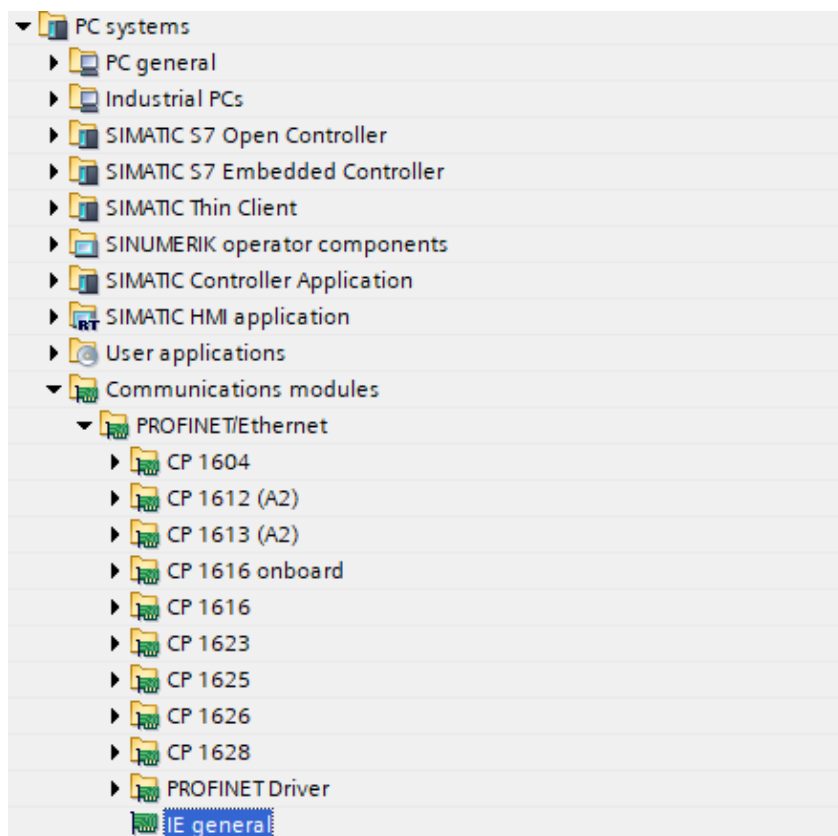 PC systems
PC general
Industrial PCs
SIMATIC S7 Open Controller
SIMATIC S7 Embedded Controller
SIMATIC Thin Client
SINUMERIK operator components
SIMATIC Controller Application
RT SIMATIC HMI application
User applications
Communications modules
PROFINET/Ethernet
CP 1604
CP 1612 (A2)
CP 1613 (A2)
CP 1616 onboard
CP 1616
CP 1623
CP 1625
CP 1626
CP 1628
PROFINET Driver
IE general